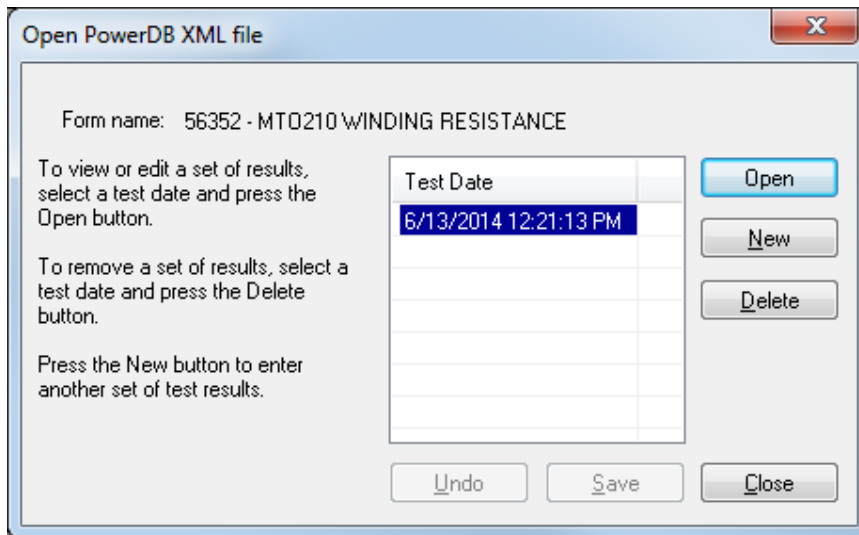 Open PowerDB XML file
Form name: 56352 - MTO210 WINDING RESISTANCE
To view or edit a set of results,
select a test date and press the
Open button.
To remove a set of results, select a
test date and press the Delete
button.
Press the New button to enter
another set of test results.
Test Date
6/13/2014 12:21:13 PM
Open
New
Delete
Undo
Save
Close